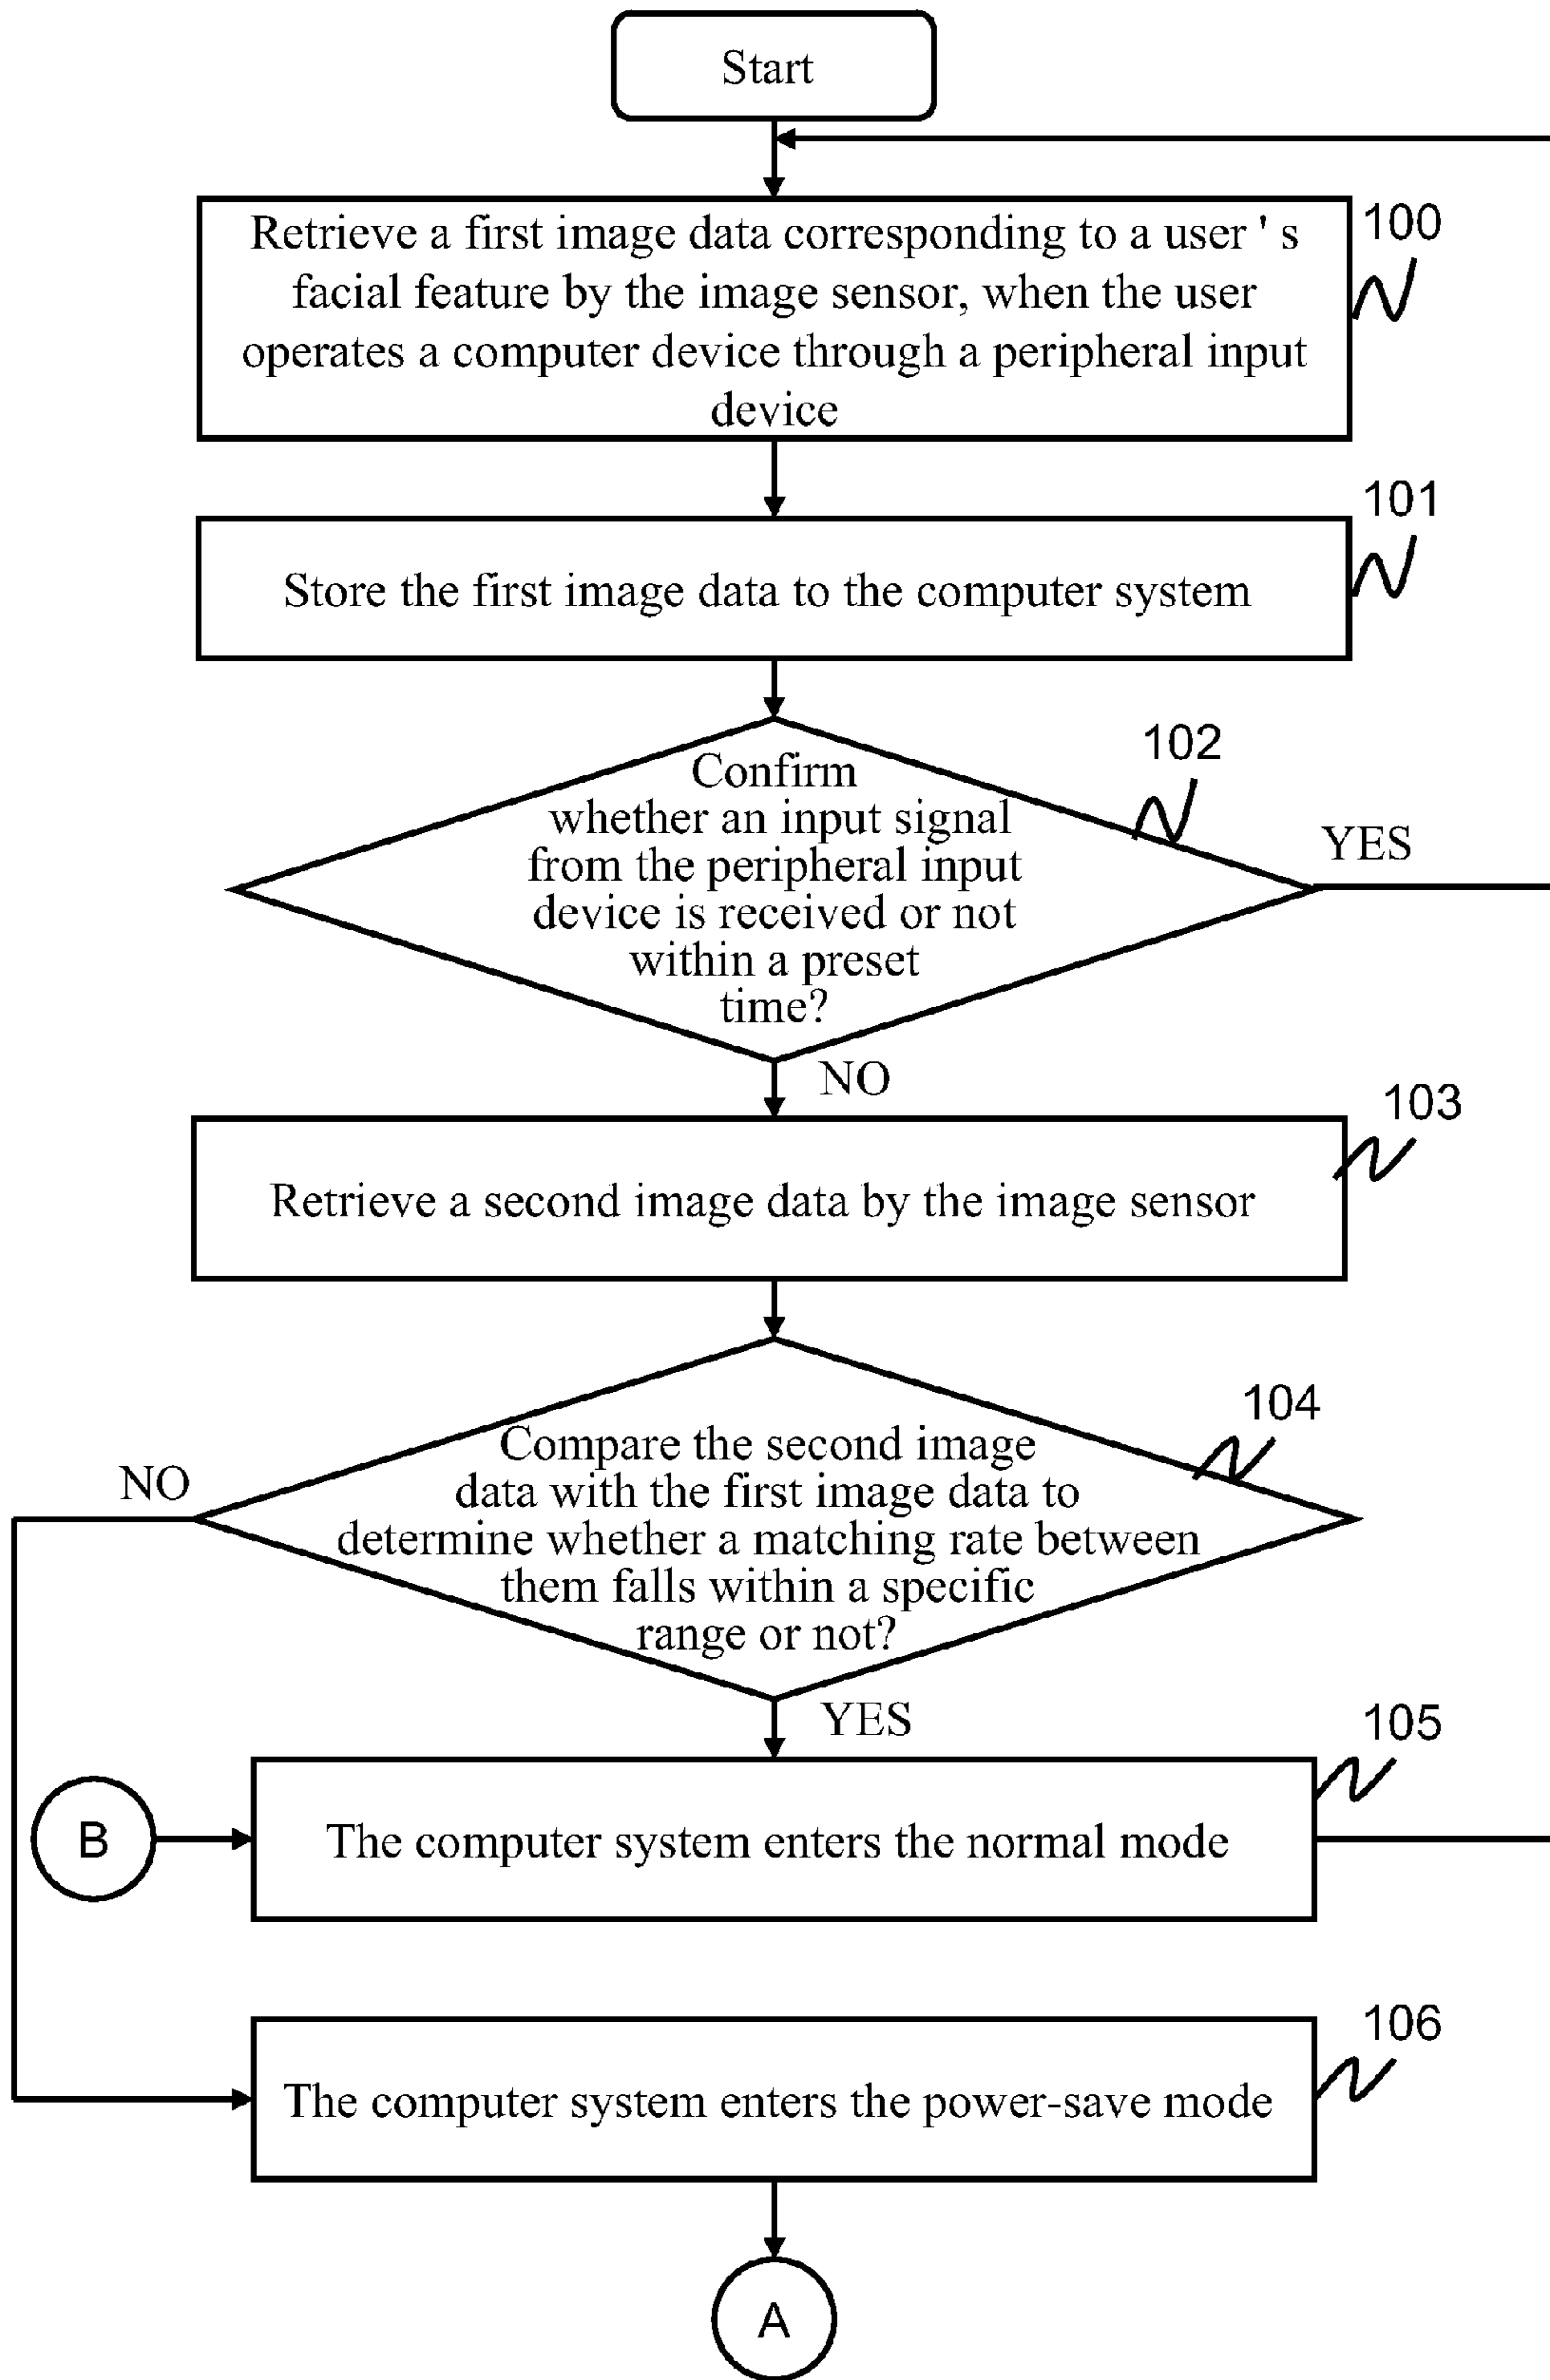 Start
Retrieve a first image data corresponding to a user ' s
facial feature by the image sensor, when the user
operates a computer device through a peripheral input
device
100
Store the first image data to the computer system
101
Confirm
whether an input signal
from the peripheral input
device is received or not
within a preset
time?
102
YES
NO
Retrieve a second image data by the image sensor
103
Compare the second image
data with the first image data to
determine whether a matching rate between
them falls within a specific
range or not?
104
NO
YES
The computer system enters the normal mode
105
B
The computer system enters the power-save mode
106
A